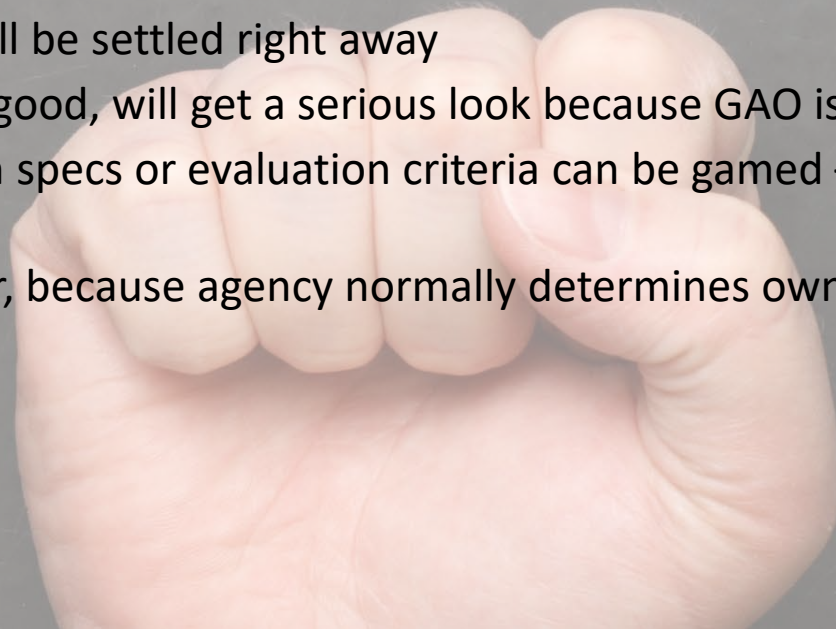 ll be settled right away
good, will get a serious look because GAO is
specs or evaluation criteria can be gamed
, because agency normally determines own